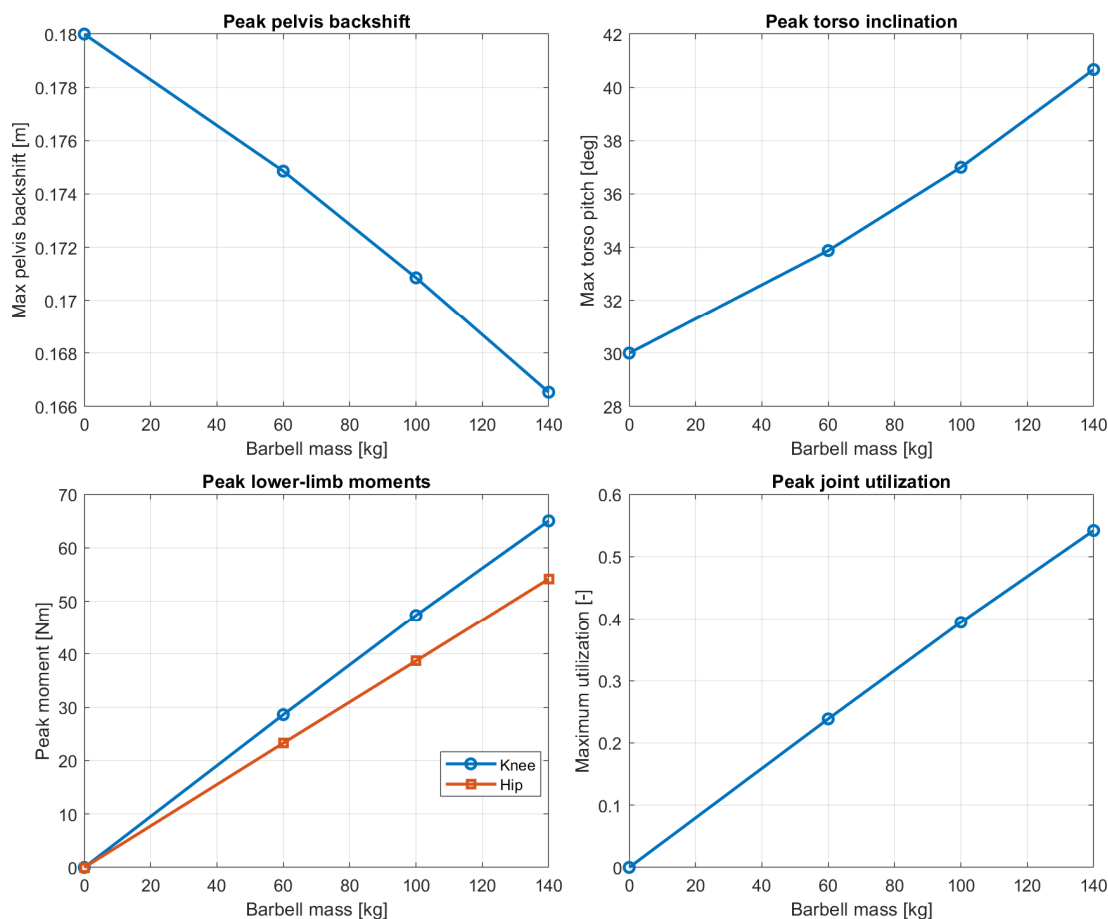 Peak pelvis backshift
Max pelvis backshift [m]
0.18
0.178
0.176
0.174
0.172
0.17
0.168
0.166
0 20 40 60 80 100 120 140
Barbell mass [kg]
Peak torso inclination
Max torso pitch [deg]
42
40
38
36
34
32
30
28
0 20 40 60 80 100 120 140
Barbell mass [kg]
Peak lower-limb moments
Peak moment [Nm]
70
60
50
40
30
20
10
0
Knee
Hip
0 20 40 60 80 100 120 140
Barbell mass [kg]
Peak joint utilization
Maximum utilization [-]
0.6
0.5
0.4
0.3
0.2
0.1
0
0 20 40 60 80 100 120 140
Barbell mass [kg]